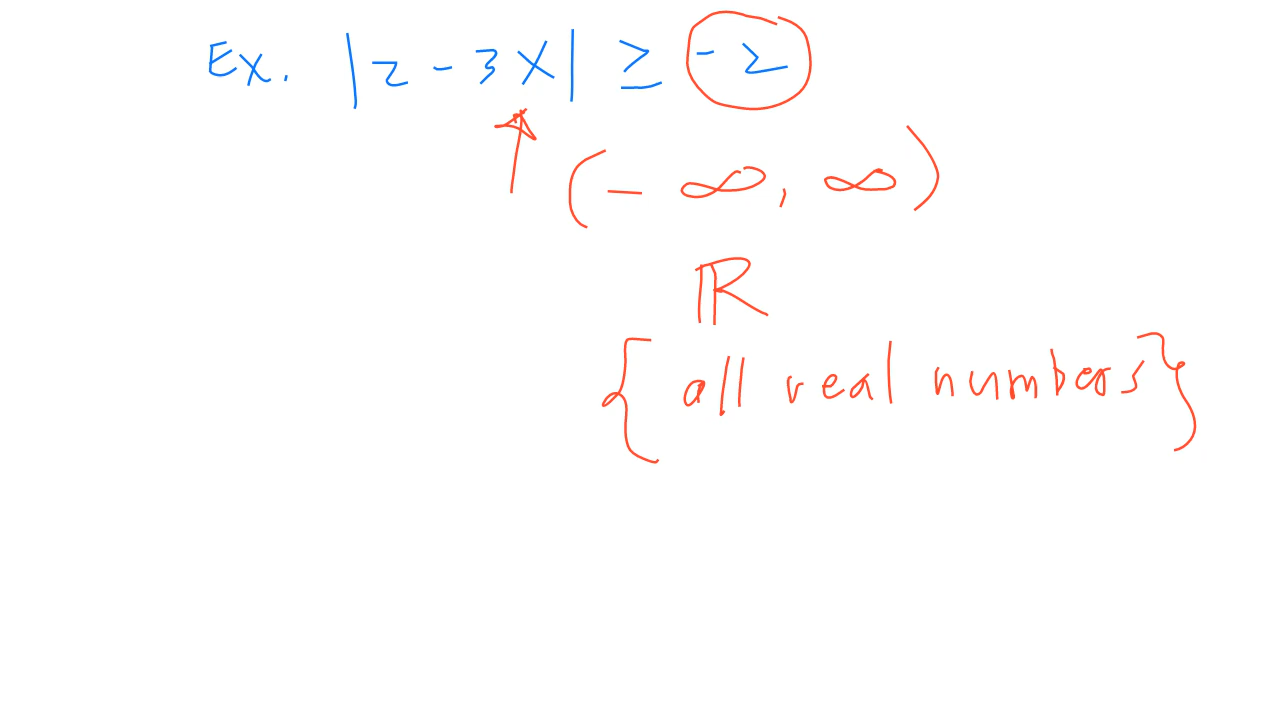 Ex. |2 - 3x| ≥ -2
(-∞, ∞)
ℝ
{all real numbers}